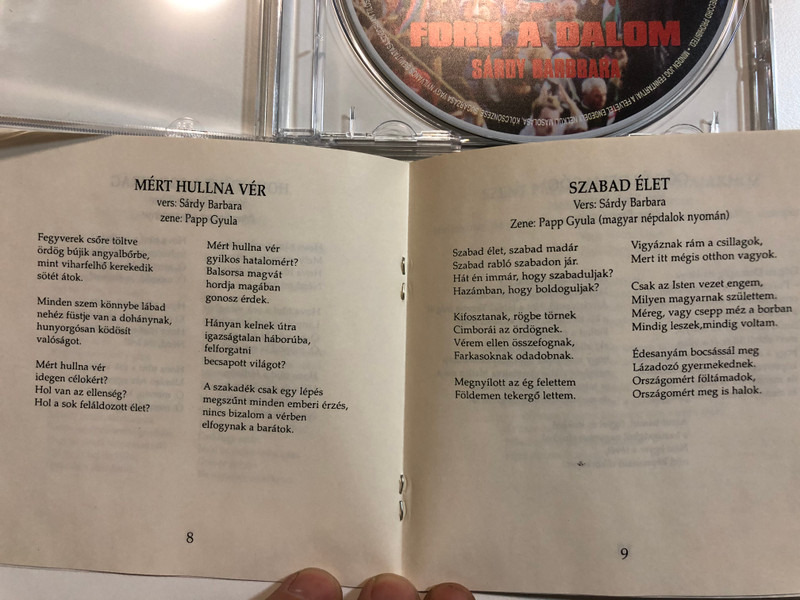 FORR A DALOM
SÁRDY BARBBARA
MÉRT HULLNA VÉR
vers: Sárdy Barbara
zene: Papp Gyula
Fegyverek csőre töltve
ördög bújik angyalbőrbe,
mint viharfelhő kerekedik
sötét átok.
Minden szem könnybe lábad
nehéz füstje van a dohánynak,
hunyorgósan ködösít
valóságot.
Mért hullna vér
idegen célokért?
Hol van az ellenség?
Hol a sok feláldozott élet?
Mért hullna vér
gyilkos hatalomért?
Balsorsa magvát
hordja magában
gonosz érdek.
Hányan kelnek útra
igazságtalan háborúba,
felforgatni
becsapott világot?
A szakadék csak egy lépés
megszűnt minden emberi érzés,
nincs bizalom a vérben
elfogynak a barátok.
8
SZABAD ÉLET
Vers: Sárdy Barbara
Zene: Papp Gyula (magyar népdalok nyomán)
Szabad élet, szabad madár
Szabad rabló szabadon jár.
Hát én immár, hogy szabaduljak?
Hazámban, hogy boldoguljak?
Kifosztanak, rögbe törnek
Cimborái az ördögnek.
Vérem ellen összefognak,
Farkasoknak odadobnak.
Megnyílott az ég felettem
Földemen tekergő lettem.
Vigyáznak rám a csillagok,
Mert itt mégis otthon vagyok.
Csak az Isten vezet engem,
Milyen magyarnak születtem.
Méreg, vagy csepp méz a borban
Mindig leszek,mindig voltam.
Édesanyám bocsássál meg
Lázadozó gyermekednek.
Országomért föltámadok,
Országomért meg is halok.
9